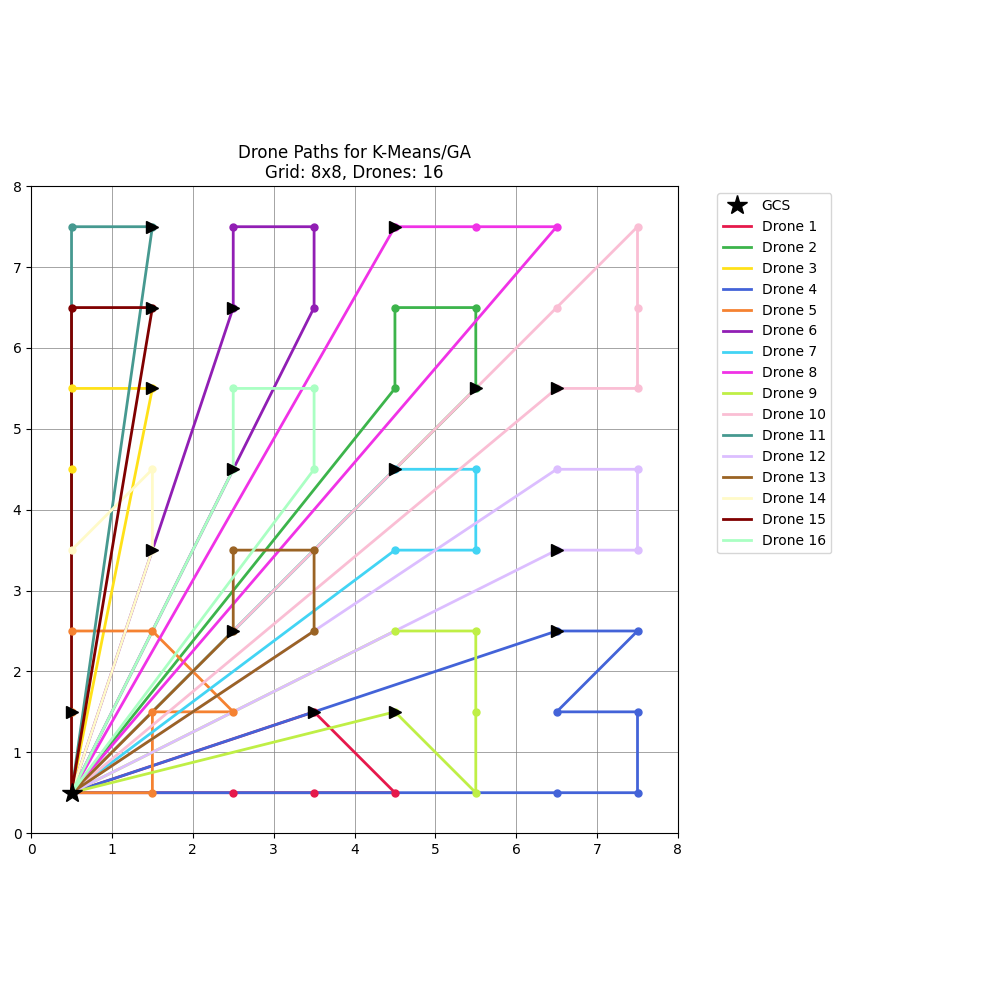 Drone Paths for K-Means/GA
Grid: 8x8, Drones: 16
8
7
6
5
4
3
2
1
0
0 1 2 3 4 5 6 7 8
GCS
Drone 1
Drone 2
Drone 3
Drone 4
Drone 5
Drone 6
Drone 7
Drone 8
Drone 9
Drone 10
Drone 11
Drone 12
Drone 13
Drone 14
Drone 15
Drone 16